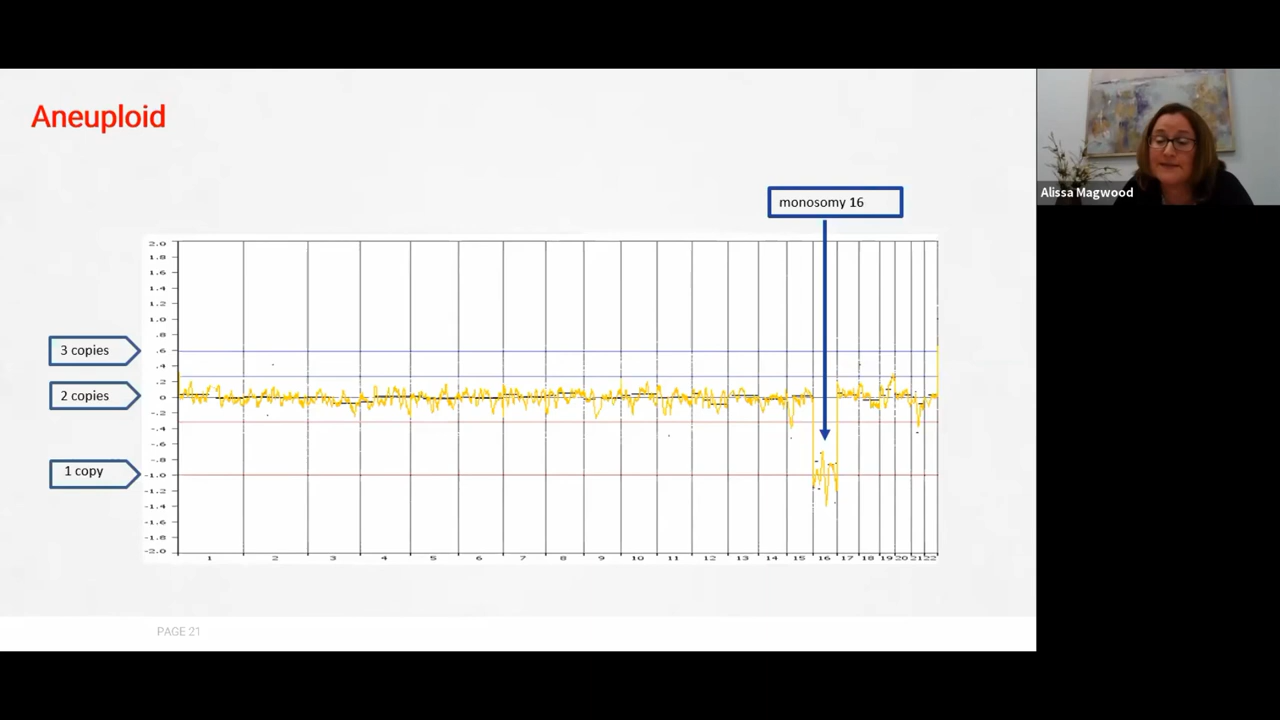 Aneuploid
Alissa Magwood
monosomy 16
2.0
1.8
1.6
1.4
1.2
1.0
.8
.6
.4
.2
0
-.2
-.4
-.6
-.8
-1.0
-1.2
-1.4
-1.6
-1.8
-2.0
3 copies
2 copies
1 copy
1 2 3 4 5 6 7 8 9 10 11 12 13 14 15 16 17 18 19 20 21 22
PAGE 21